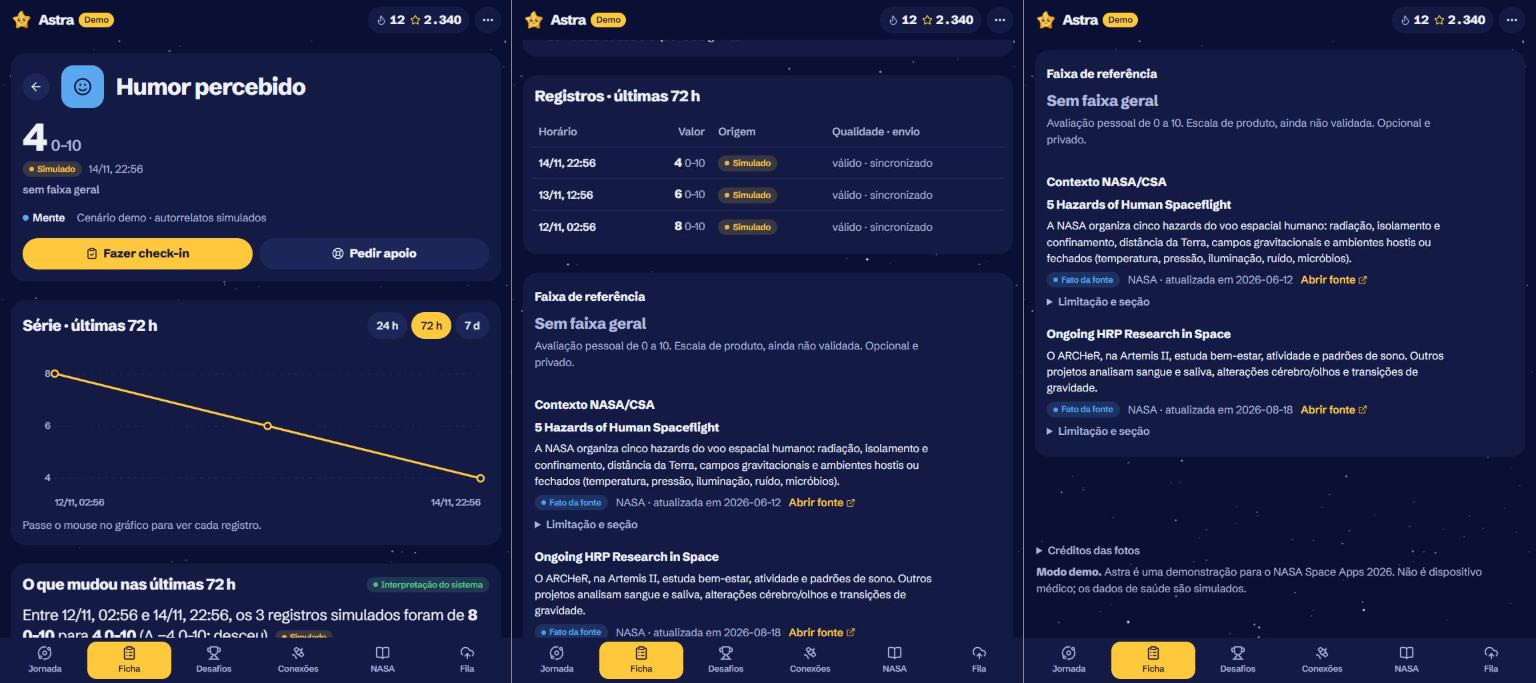 Astra Demo 12 2.340 ...
Humor percebido
4 0–10
Simulado 14/11, 22:56
sem faixa geral
Mente Cenário demo · autorrelatos simulados
Fazer check-in Pedir apoio
Série · últimas 72 h 24 h 72 h 7 d
8
6
4
12/11, 02:56 14/11, 22:56
Passe o mouse no gráfico para ver cada registro.
O que mudou nas últimas 72 h Interpretação do sistema
Entre 12/11, 02:56 e 14/11, 22:56, os 3 registros simulados foram de 8
0–10 para 4 0–10 (Δ −4 0–10; desceu). Simulado
Jornada Ficha Desafios Conexões NASA Fila
Astra Demo 12 2.340 ...
Registros · últimas 72 h
Horário Valor Origem Qualidade · envio
14/11, 22:56 4 0–10 Simulado válido · sincronizado
13/11, 12:56 6 0–10 Simulado válido · sincronizado
12/11, 02:56 8 0–10 Simulado válido · sincronizado
Faixa de referência
Sem faixa geral
Avaliação pessoal de 0 a 10. Escala de produto, ainda não validada. Opcional e
privado.
Contexto NASA/CSA
5 Hazards of Human Spaceflight
A NASA organiza cinco hazards do voo espacial humano: radiação, isolamento e
confinamento, distância da Terra, campos gravitacionais e ambientes hostis ou
fechados (temperatura, pressão, iluminação, ruído, micróbios).
Fato da fonte NASA · atualizada em 2026-06-12 Abrir fonte
Limitação e seção
Ongoing HRP Research in Space
O ARCHeR, na Artemis II, estuda bem-estar, atividade e padrões de sono. Outros
projetos analisam sangue e saliva, alterações cérebro/olhos e transições de
gravidade.
Fato da fonte NASA · atualizada em 2026-08-18 Abrir fonte
Jornada Ficha Desafios Conexões NASA Fila
Astra Demo 12 2.340 ...
Faixa de referência
Sem faixa geral
Avaliação pessoal de 0 a 10. Escala de produto, ainda não validada. Opcional e
privado.
Contexto NASA/CSA
5 Hazards of Human Spaceflight
A NASA organiza cinco hazards do voo espacial humano: radiação, isolamento e
confinamento, distância da Terra, campos gravitacionais e ambientes hostis ou
fechados (temperatura, pressão, iluminação, ruído, micróbios).
Fato da fonte NASA · atualizada em 2026-06-12 Abrir fonte
Limitação e seção
Ongoing HRP Research in Space
O ARCHeR, na Artemis II, estuda bem-estar, atividade e padrões de sono. Outros
projetos analisam sangue e saliva, alterações cérebro/olhos e transições de
gravidade.
Fato da fonte NASA · atualizada em 2026-08-18 Abrir fonte
Limitação e seção
Créditos das fotos
Modo demo. Astra é uma demonstração para o NASA Space Apps 2026. Não é dispositivo
médico; os dados de saúde são simulados.
Jornada Ficha Desafios Conexões NASA Fila